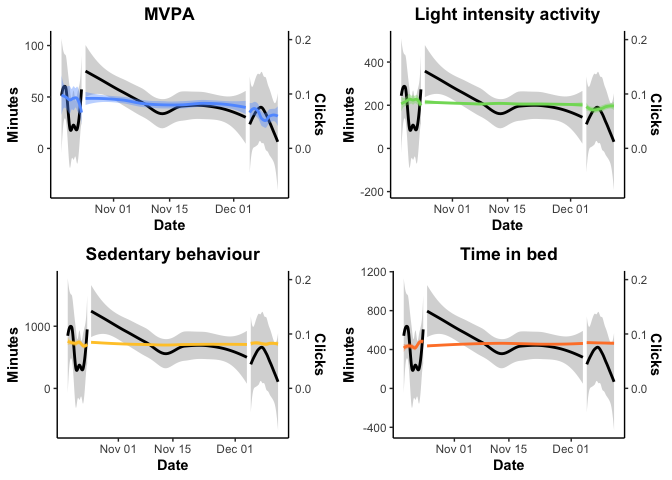 MVPA
Minutes
100
50
0
0.2
0.1
0.0
Clicks
Nov 01 Nov 15 Dec 01
Date
Light intensity activity
Minutes
400
200
0
-200
0.2
0.1
0.0
Clicks
Nov 01 Nov 15 Dec 01
Date
Sedentary behaviour
Minutes
1000
0
0.2
0.1
0.0
Clicks
Nov 01 Nov 15 Dec 01
Date
Time in bed
Minutes
1200
800
400
0
-400
0.2
0.1
0.0
Clicks
Nov 01 Nov 15 Dec 01
Date